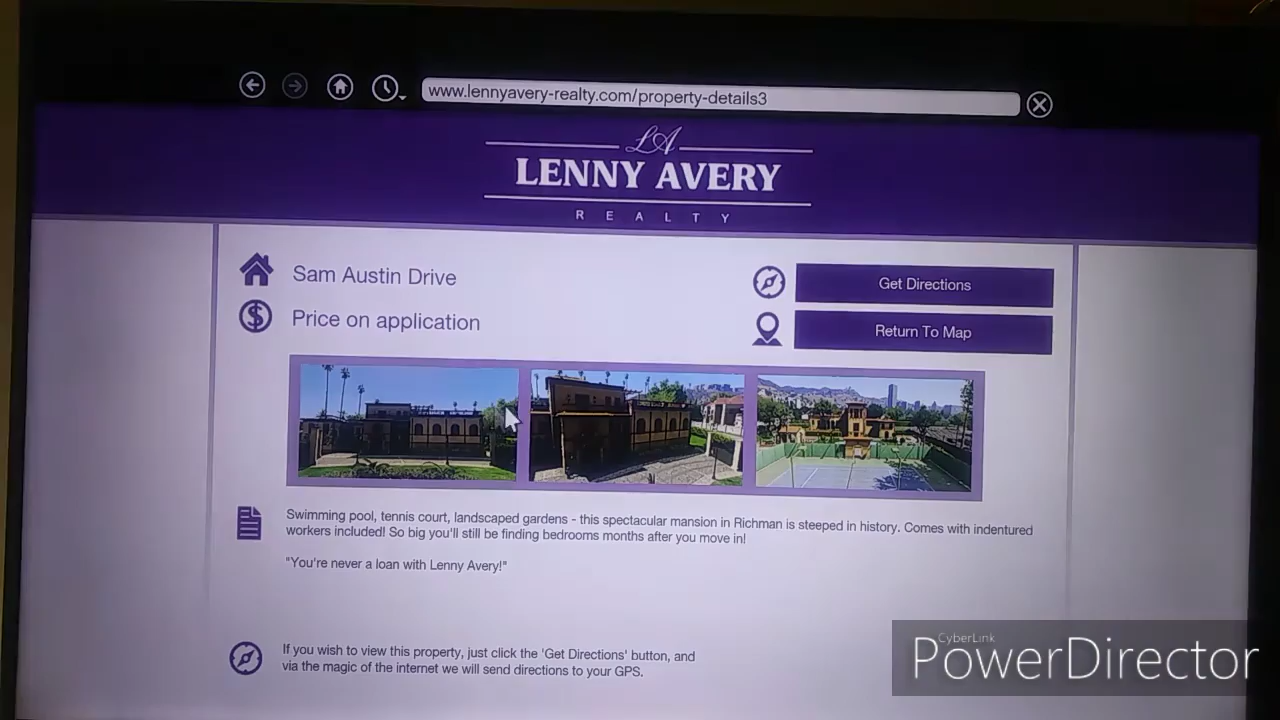 www.lennyavery-realty.com/property-details3
LA
LENNY AVERY
REALTY
Sam Austin Drive
Get Directions
Price on application
Return To Map
Swimming pool, tennis court, landscaped gardens - this spectacular mansion in Richman is steeped in history. Comes with indentured
workers included! So big you'll still be finding bedrooms months after you move in!
"You're never a loan with Lenny Avery!"
If you wish to view this property, just click the 'Get Directions' button, and
via the magic of the internet we will send directions to your GPS.
CyberLink
PowerDirector